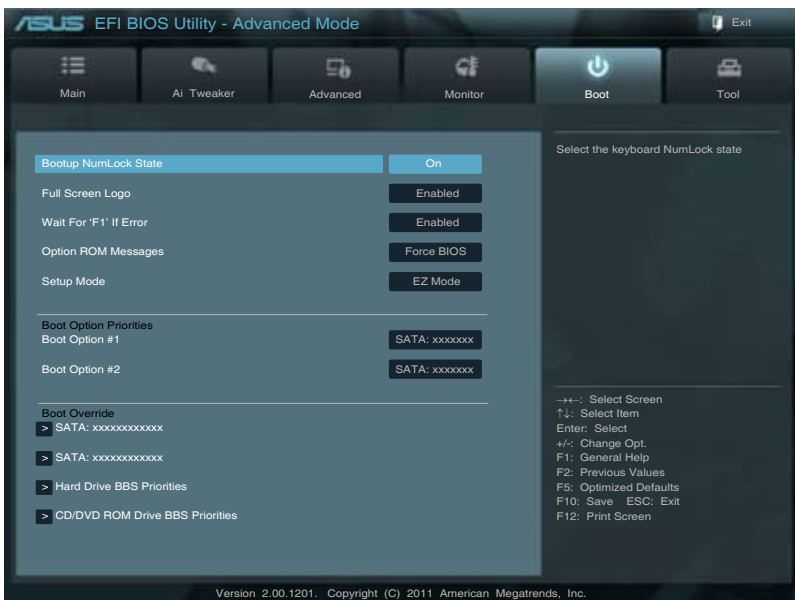 ASUS EFI BIOS Utility - Advanced Mode
Exit
Main
Ai Tweaker
Advanced
Monitor
Boot
Tool
Bootup NumLock State On
Full Screen Logo Enabled
Wait For ‘F1’ If Error Enabled
Option ROM Messages Force BIOS
Setup Mode EZ Mode
Boot Option Priorities
Boot Option #1 SATA: xxxxxxx
Boot Option #2 SATA: xxxxxxx
Boot Override
> SATA: xxxxxxxxxxxx
> SATA: xxxxxxxxxxxx
> Hard Drive BBS Priorities
> CD/DVD ROM Drive BBS Priorities
Select the keyboard NumLock state
→←: Select Screen
↑↓: Select Item
Enter: Select
+/-: Change Opt.
F1: General Help
F2: Previous Values
F5: Optimized Defaults
F10: Save ESC: Exit
F12: Print Screen
Version 2.00.1201. Copyright (C) 2011 American Megatrends, Inc.